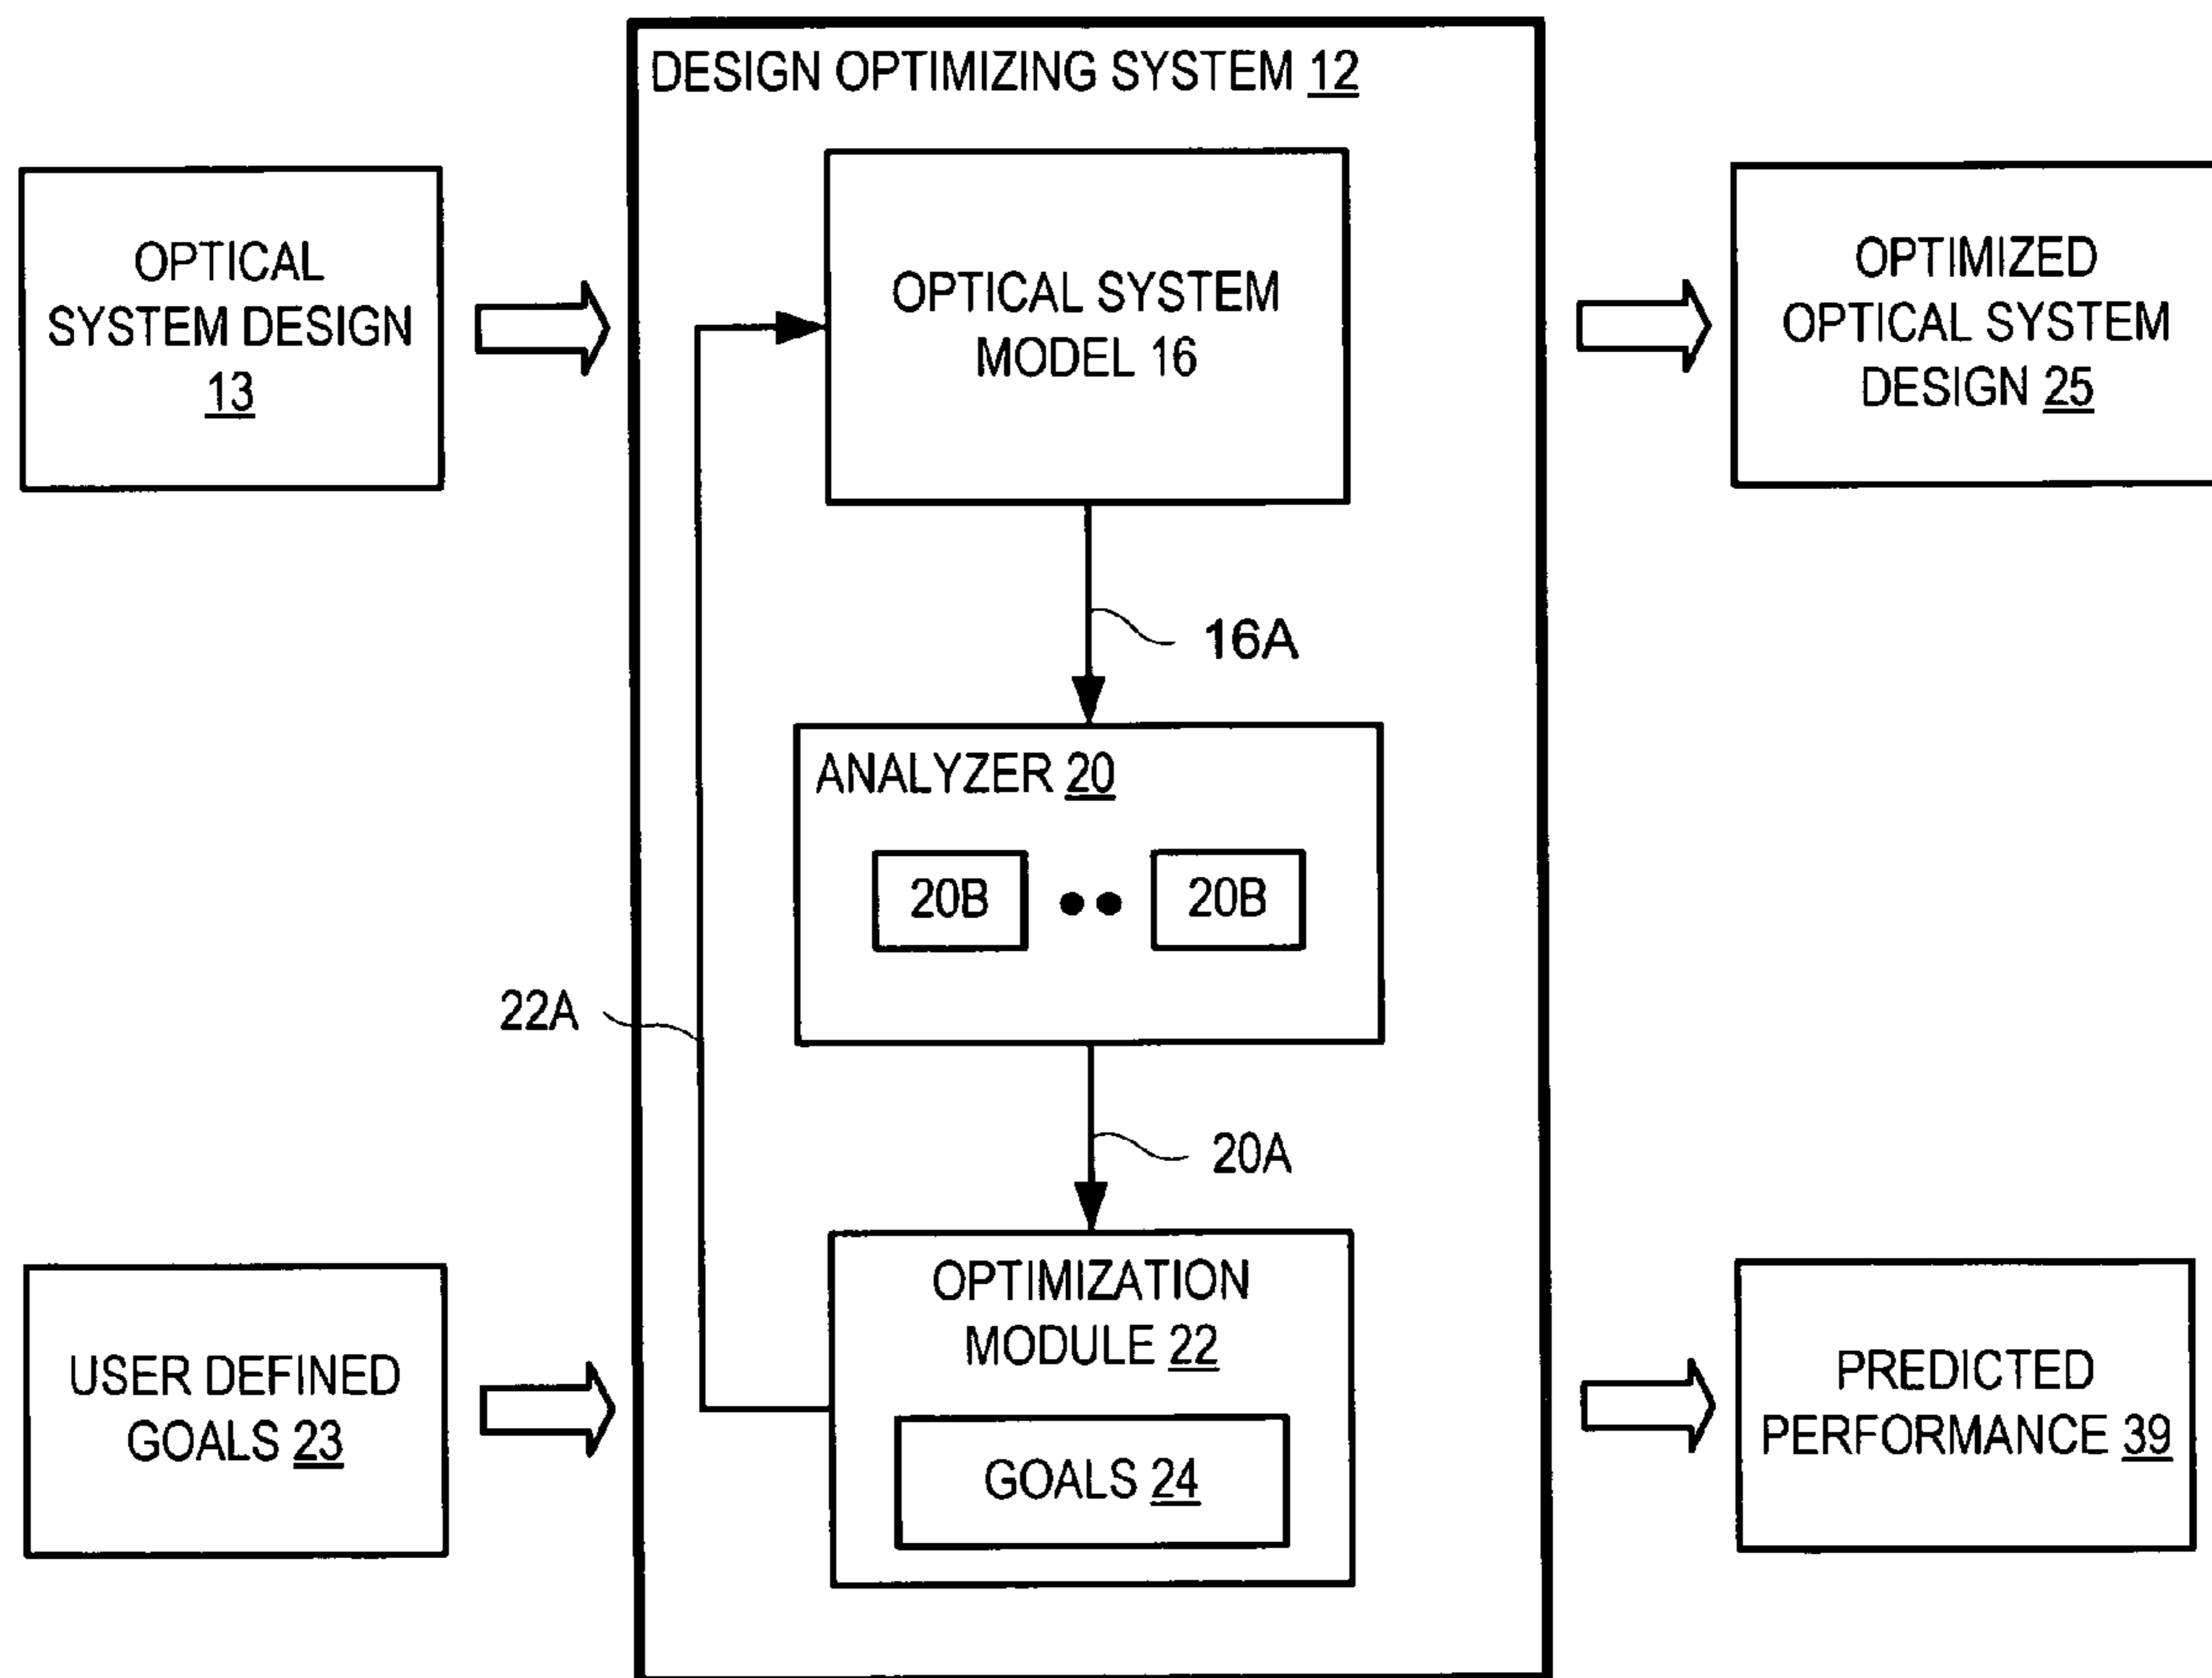 DESIGN OPTIMIZING SYSTEM 12
OPTICAL
SYSTEM DESIGN
13
OPTICAL SYSTEM
MODEL 16
OPTIMIZED
OPTICAL SYSTEM
DESIGN 25
16A
ANALYZER 20
20B
20B
22A
20A
USER DEFINED
GOALS 23
OPTIMIZATION
MODULE 22
GOALS 24
PREDICTED
PERFORMANCE 39